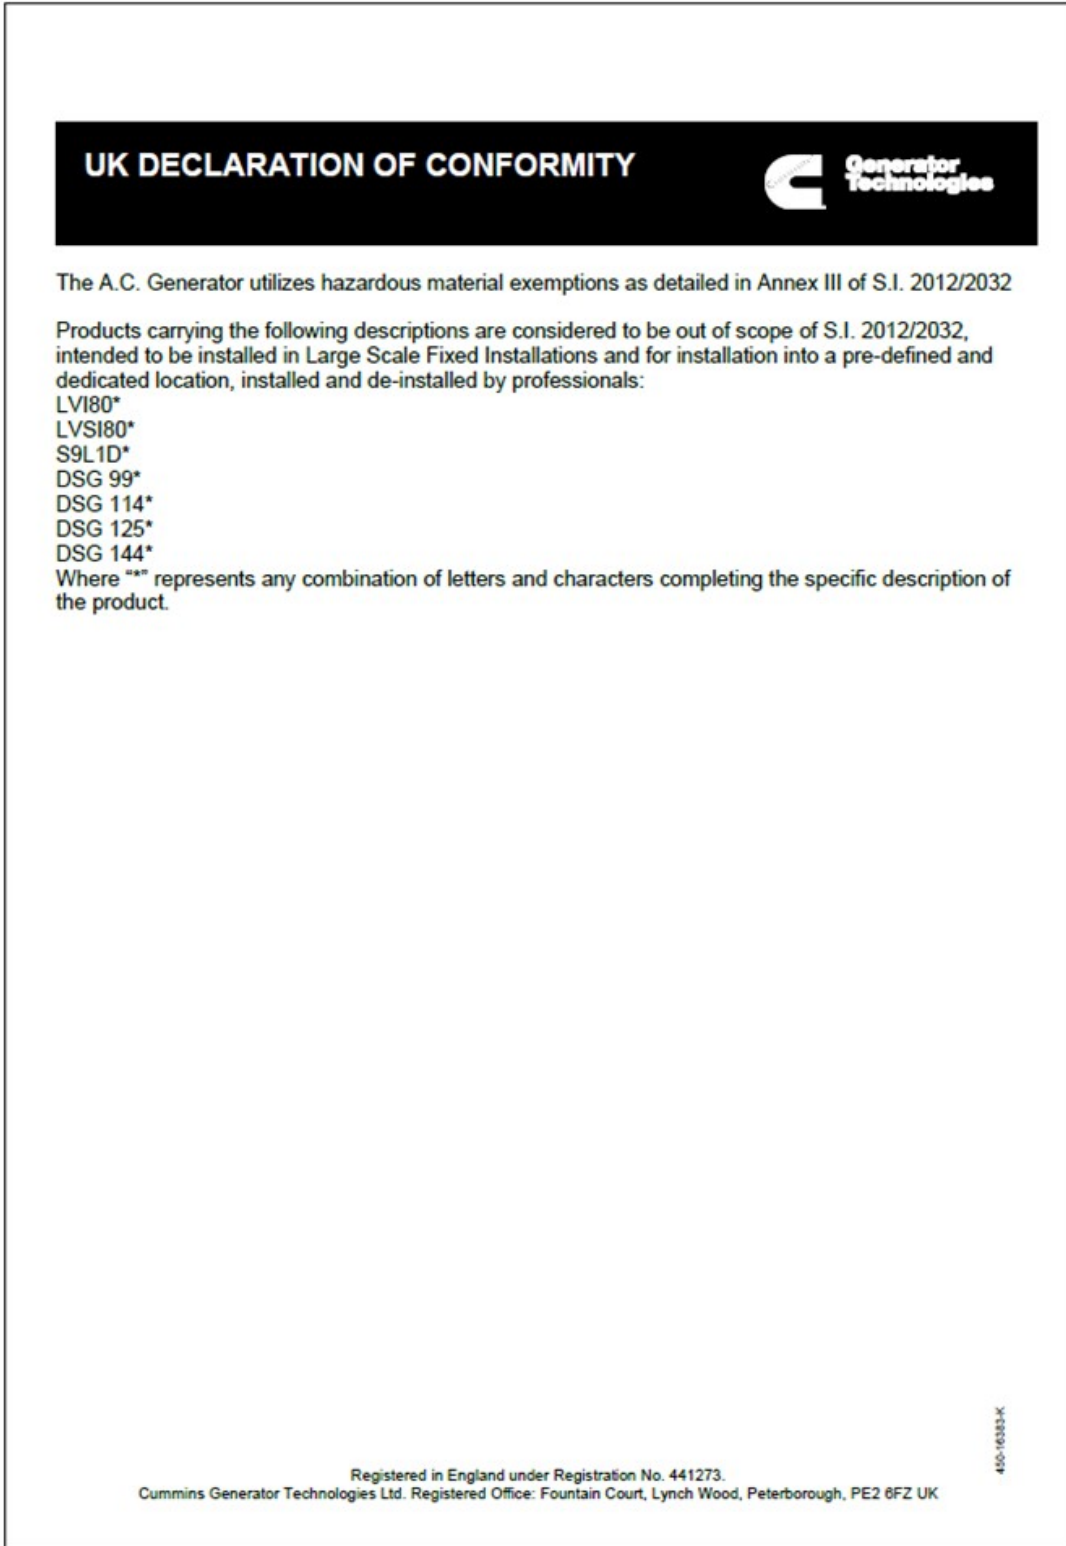 UK DECLARATION OF CONFORMITY
Generator
Technologies
The A.C. Generator utilizes hazardous material exemptions as detailed in Annex III of S.I. 2012/2032
Products carrying the following descriptions are considered to be out of scope of S.I. 2012/2032,
intended to be installed in Large Scale Fixed Installations and for installation into a pre-defined and
dedicated location, installed and de-installed by professionals:
LVI80*
LVSI80*
S9L1D*
DSG 99*
DSG 114*
DSG 125*
DSG 144*
Where “*” represents any combination of letters and characters completing the specific description of
the product.
450-16383-K
Registered in England under Registration No. 441273.
Cummins Generator Technologies Ltd. Registered Office: Fountain Court, Lynch Wood, Peterborough, PE2 6FZ UK